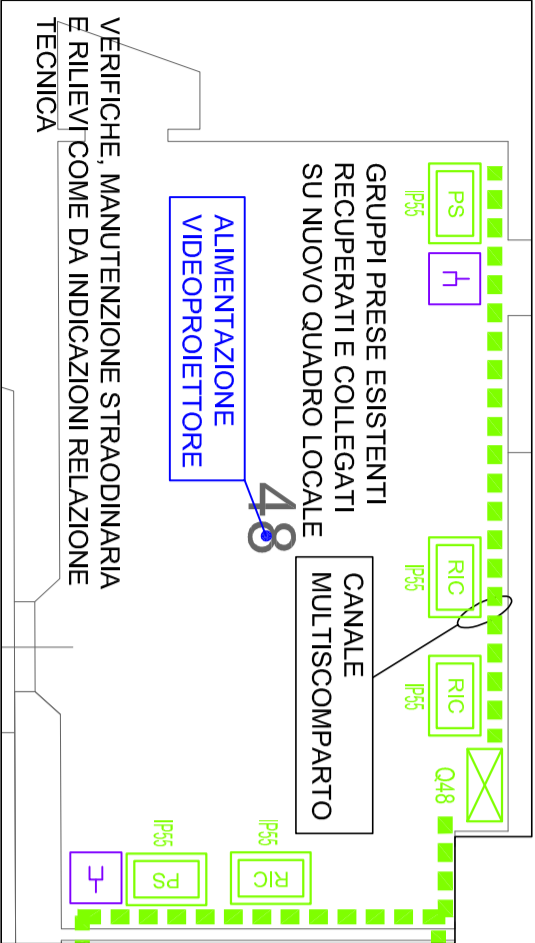 VERIFICHE, MANUTENZIONE STRAODINARIA
E RILIEVI COME DA INDICAZIONI RELAZIONE
TECNICA
GRUPPI PRESE ESISTENTI
RECUPERATI E COLLEGATI
SU NUOVO QUADRO LOCALE
ALIMENTAZIONE
VIDEOPROIETTORE
48
CANALE
MULTISCOMPARTO
PS
IP55
RIC
IP55
RIC
IP55
Q48
IP55
PS
IP55
RIC